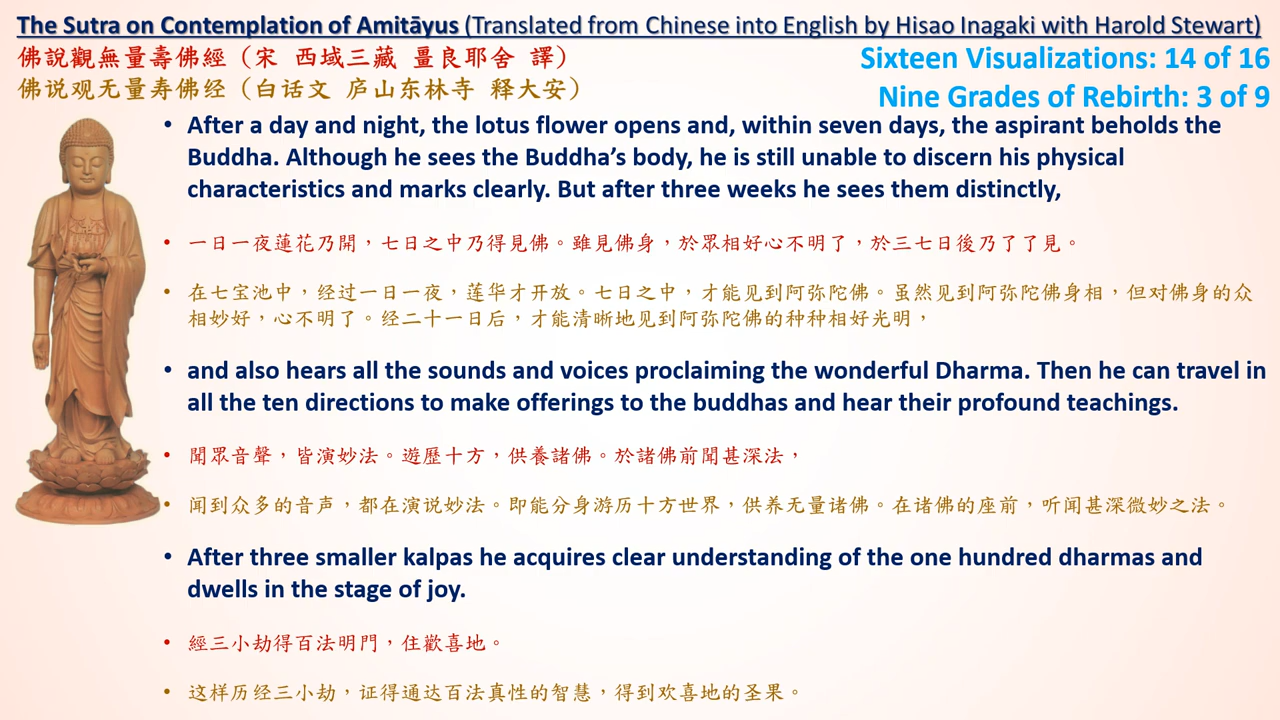 The Sutra on Contemplation of Amitāyus (Translated from Chinese into English by Hisao Inagaki with Harold Stewart)
佛說觀無量壽佛經（宋 西域三藏 畺良耶舍 譯）
佛说观无量寿佛经（白话文 庐山东林寺 释大安）
Sixteen Visualizations: 14 of 16
Nine Grades of Rebirth: 3 of 9
• After a day and night, the lotus flower opens and, within seven days, the aspirant beholds the
Buddha. Although he sees the Buddha’s body, he is still unable to discern his physical
characteristics and marks clearly. But after three weeks he sees them distinctly,
• 一日一夜蓮花乃開，七日之中乃得見佛。雖見佛身，於眾相好心不明了，於三七日後乃了了見。
• 在七宝池中，经过一日一夜，莲华才开放。七日之中，才能见到阿弥陀佛。虽然见到阿弥陀佛身相，但对佛身的众
相妙好，心不明了。经二十一日后，才能清晰地见到阿弥陀佛的种种相好光明，
• and also hears all the sounds and voices proclaiming the wonderful Dharma. Then he can travel in
all the ten directions to make offerings to the buddhas and hear their profound teachings.
• 聞眾音聲，皆演妙法。遊歷十方，供養諸佛。於諸佛前聞甚深法，
• 闻到众多的音声，都在演说妙法。即能分身游历十方世界，供养无量诸佛。在诸佛的座前，听闻甚深微妙之法。
• After three smaller kalpas he acquires clear understanding of the one hundred dharmas and
dwells in the stage of joy.
• 經三小劫得百法明門，住歡喜地。
• 这样历经三小劫，证得通达百法真性的智慧，得到欢喜地的圣果。